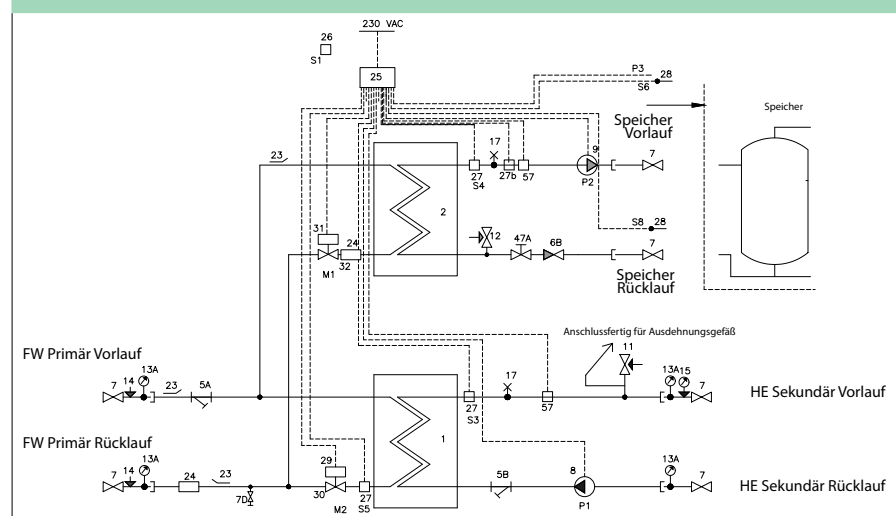 230 VAC
26
S1
25
P3
S6
28
Speicher
Vorlauf
Speicher
23
17
9
7
27
S4
27b
57
P2
2
31
24
32
M1
12
47A
6B
S8
28
7
Speicher
Rücklauf
Anschlussfertig für Ausdehnungsgefäß
11
FW Primär Vorlauf
7
14
13A
23
5A
27
S3
17
57
13A
15
7
HE Sekundär Vorlauf
1
FW Primär Rücklauf
7
14
13A
24
23
7D
29
30
M2
27
S5
5B
8
P1
13A
7
HE Sekundär Rücklauf